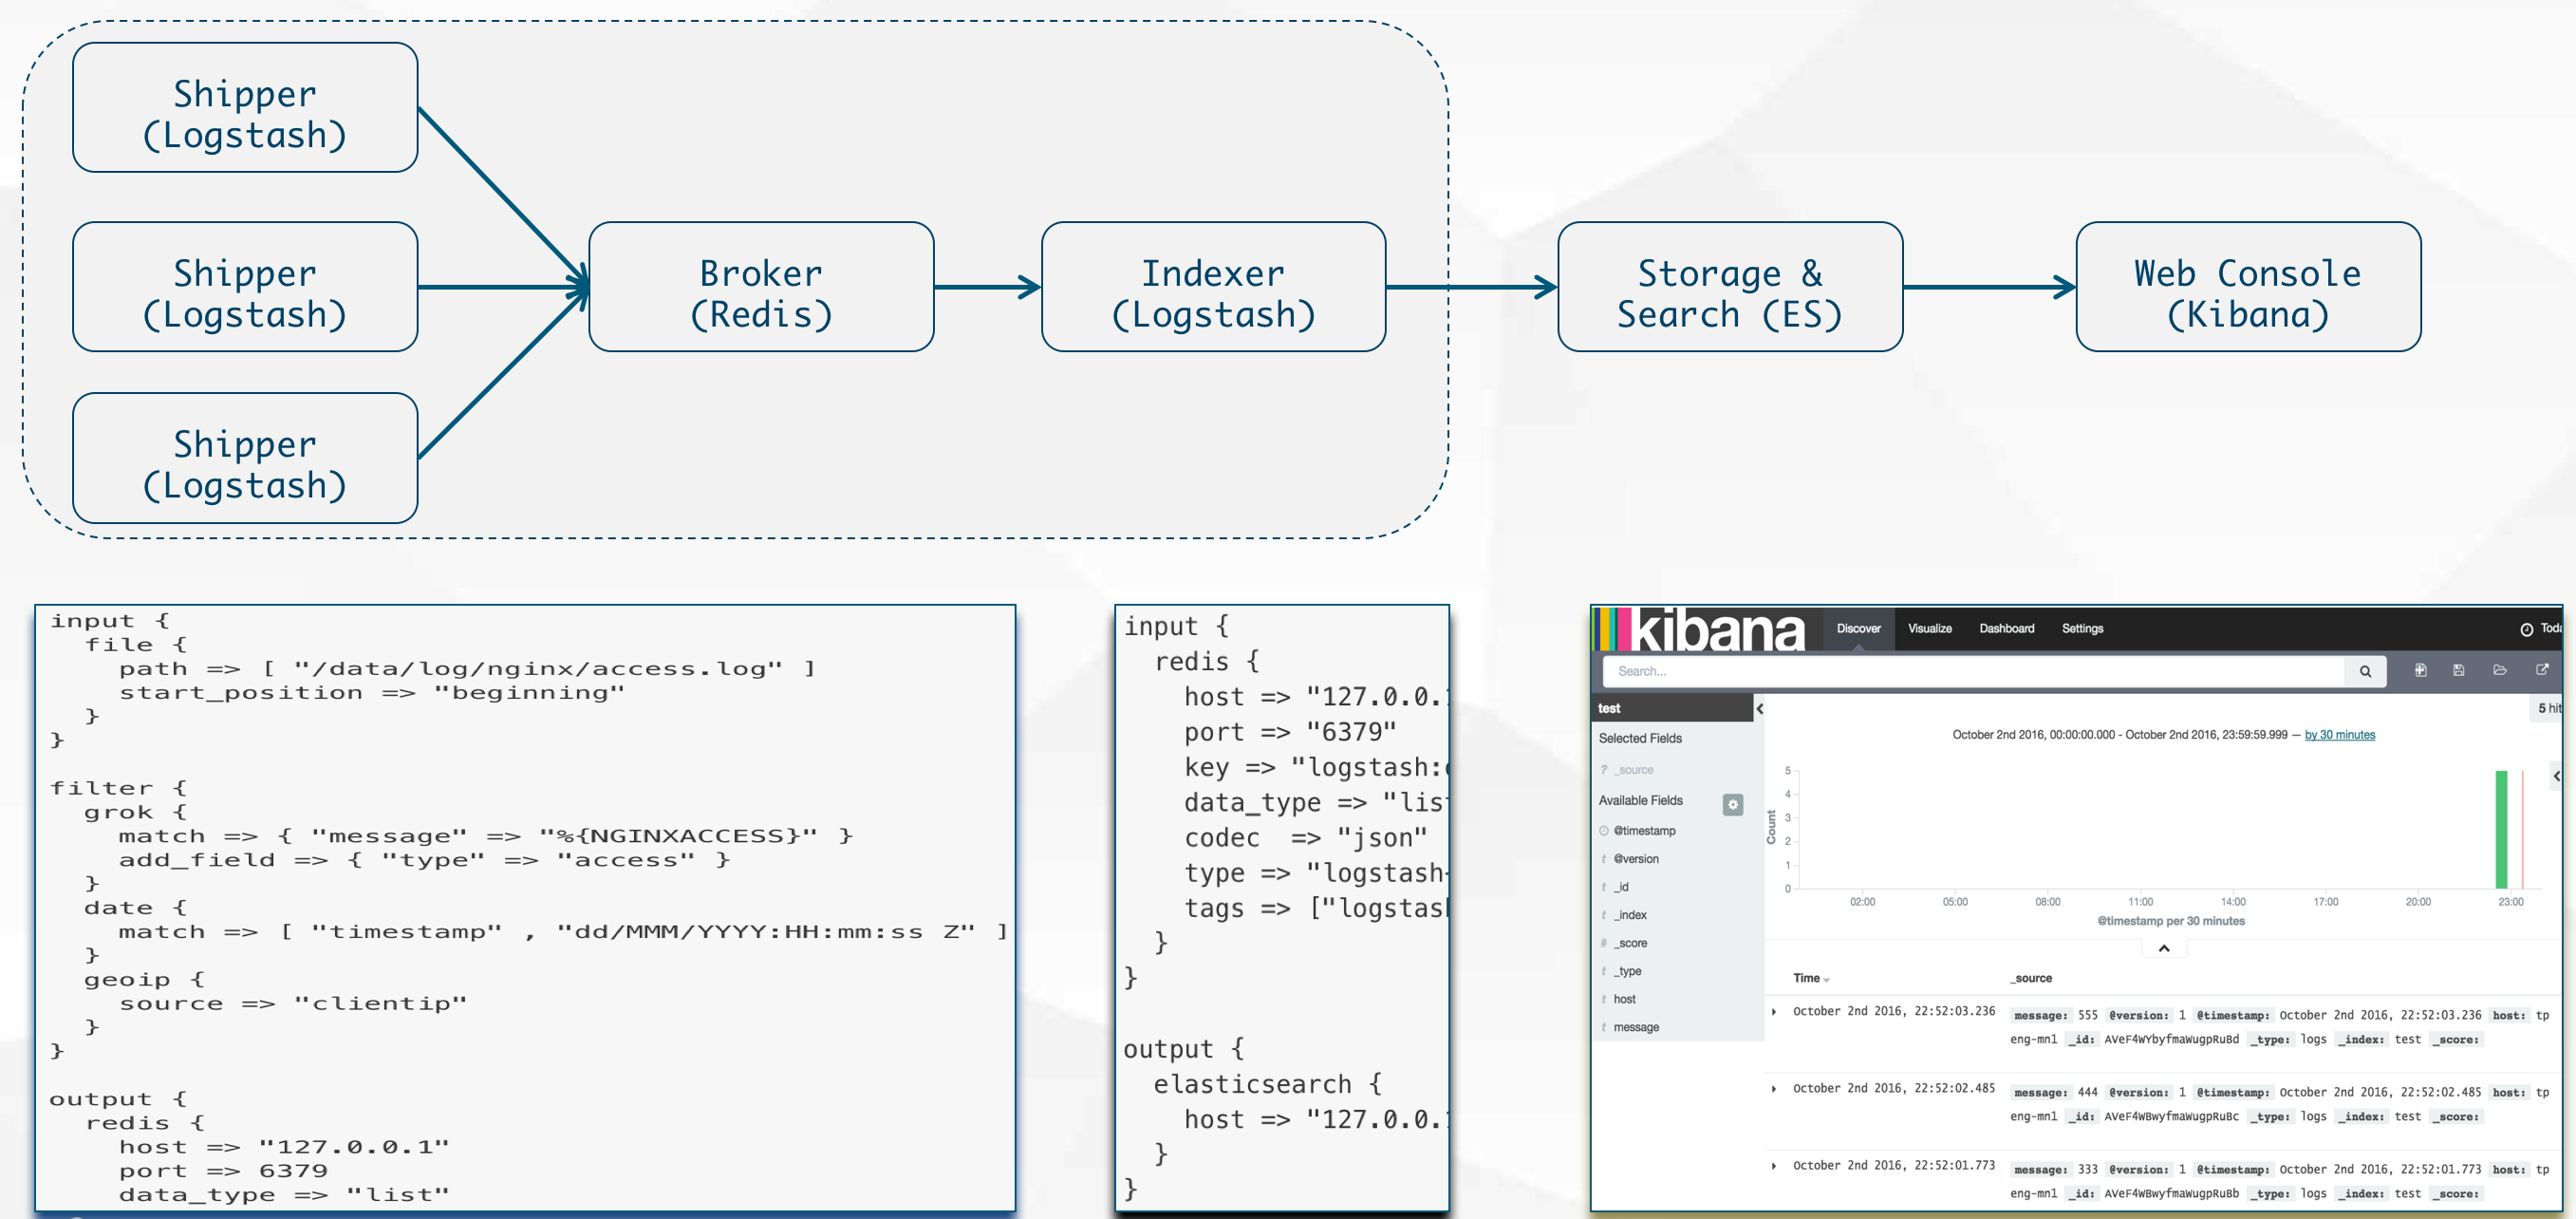 Shipper
(Logstash)
Shipper
(Logstash)
Shipper
(Logstash)
Broker
(Redis)
Indexer
(Logstash)
Storage &
Search (ES)
Web Console
(Kibana)
input {
  file {
    path => [ "/data/log/nginx/access.log" ]
    start_position => "beginning"
  }
}
filter {
  grok {
    match => { "message" => "%{NGINXACCESS}" }
    add_field => { "type" => "access" }
  }
  date {
    match => [ "timestamp" , "dd/MMM/YYYY:HH:mm:ss Z" ]
  }
  geoip {
    source => "clientip"
  }
}
output {
  redis {
    host => "127.0.0.1"
    port => 6379
    data_type => "list"
input {
  redis {
    host => "127.0.0.1
    port => "6379"
    key => "logstash:
    data_type => "list
    codec  => "json"
    type => "logstash-
    tags => ["logstash
  }
}
output {
  elasticsearch {
    host => "127.0.0.1
  }
}
kibana Discover Visualize Dashboard Settings Toda
Search...
test
5 hit
Selected Fields
? _source
Available Fields
@timestamp
t @version
t _id
t _index
# _score
t _type
t host
t message
October 2nd 2016, 00:00:00.000 - October 2nd 2016, 23:59:59.999 — by 30 minutes
Count
5
4
3
2
1
0
02:00 05:00 08:00 11:00 14:00 17:00 20:00 23:00
@timestamp per 30 minutes
Time _source
October 2nd 2016, 22:52:03.236 message: 555 @version: 1 @timestamp: October 2nd 2016, 22:52:03.236 host: tp
eng-mn1 _id: AVeF4WYbyfmaWugpRuBd _type: logs _index: test _score:
October 2nd 2016, 22:52:02.485 message: 444 @version: 1 @timestamp: October 2nd 2016, 22:52:02.485 host: tp
eng-mn1 _id: AVeF4WBwyfmaWugpRuBc _type: logs _index: test _score:
October 2nd 2016, 22:52:01.773 message: 333 @version: 1 @timestamp: October 2nd 2016, 22:52:01.773 host: tp
eng-mn1 _id: AVeF4WBwyfmaWugpRuBb _type: logs _index: test _score: